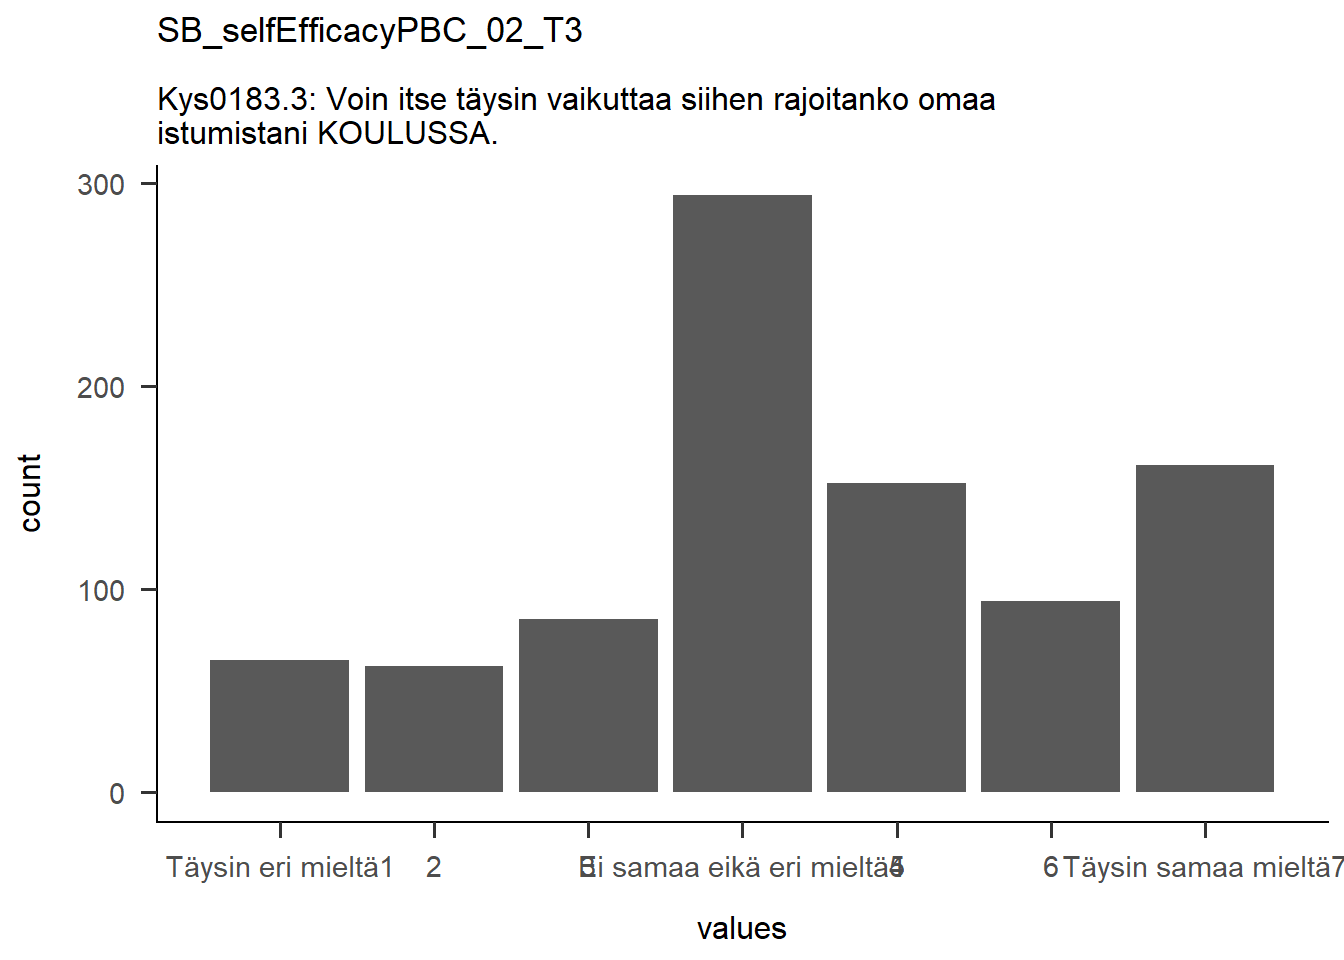 SB_selfEfficacyPBC_02_T3
Kys0183.3: Voin itse täysin vaikuttaa siihen rajoitanko omaa
istumistani KOULUSSA.
300
200
100
0
count
Täysin eri mieltä1 2 3 Ei samaa eikä eri mieltä4 5 6 Täysin samaa mieltä7
values